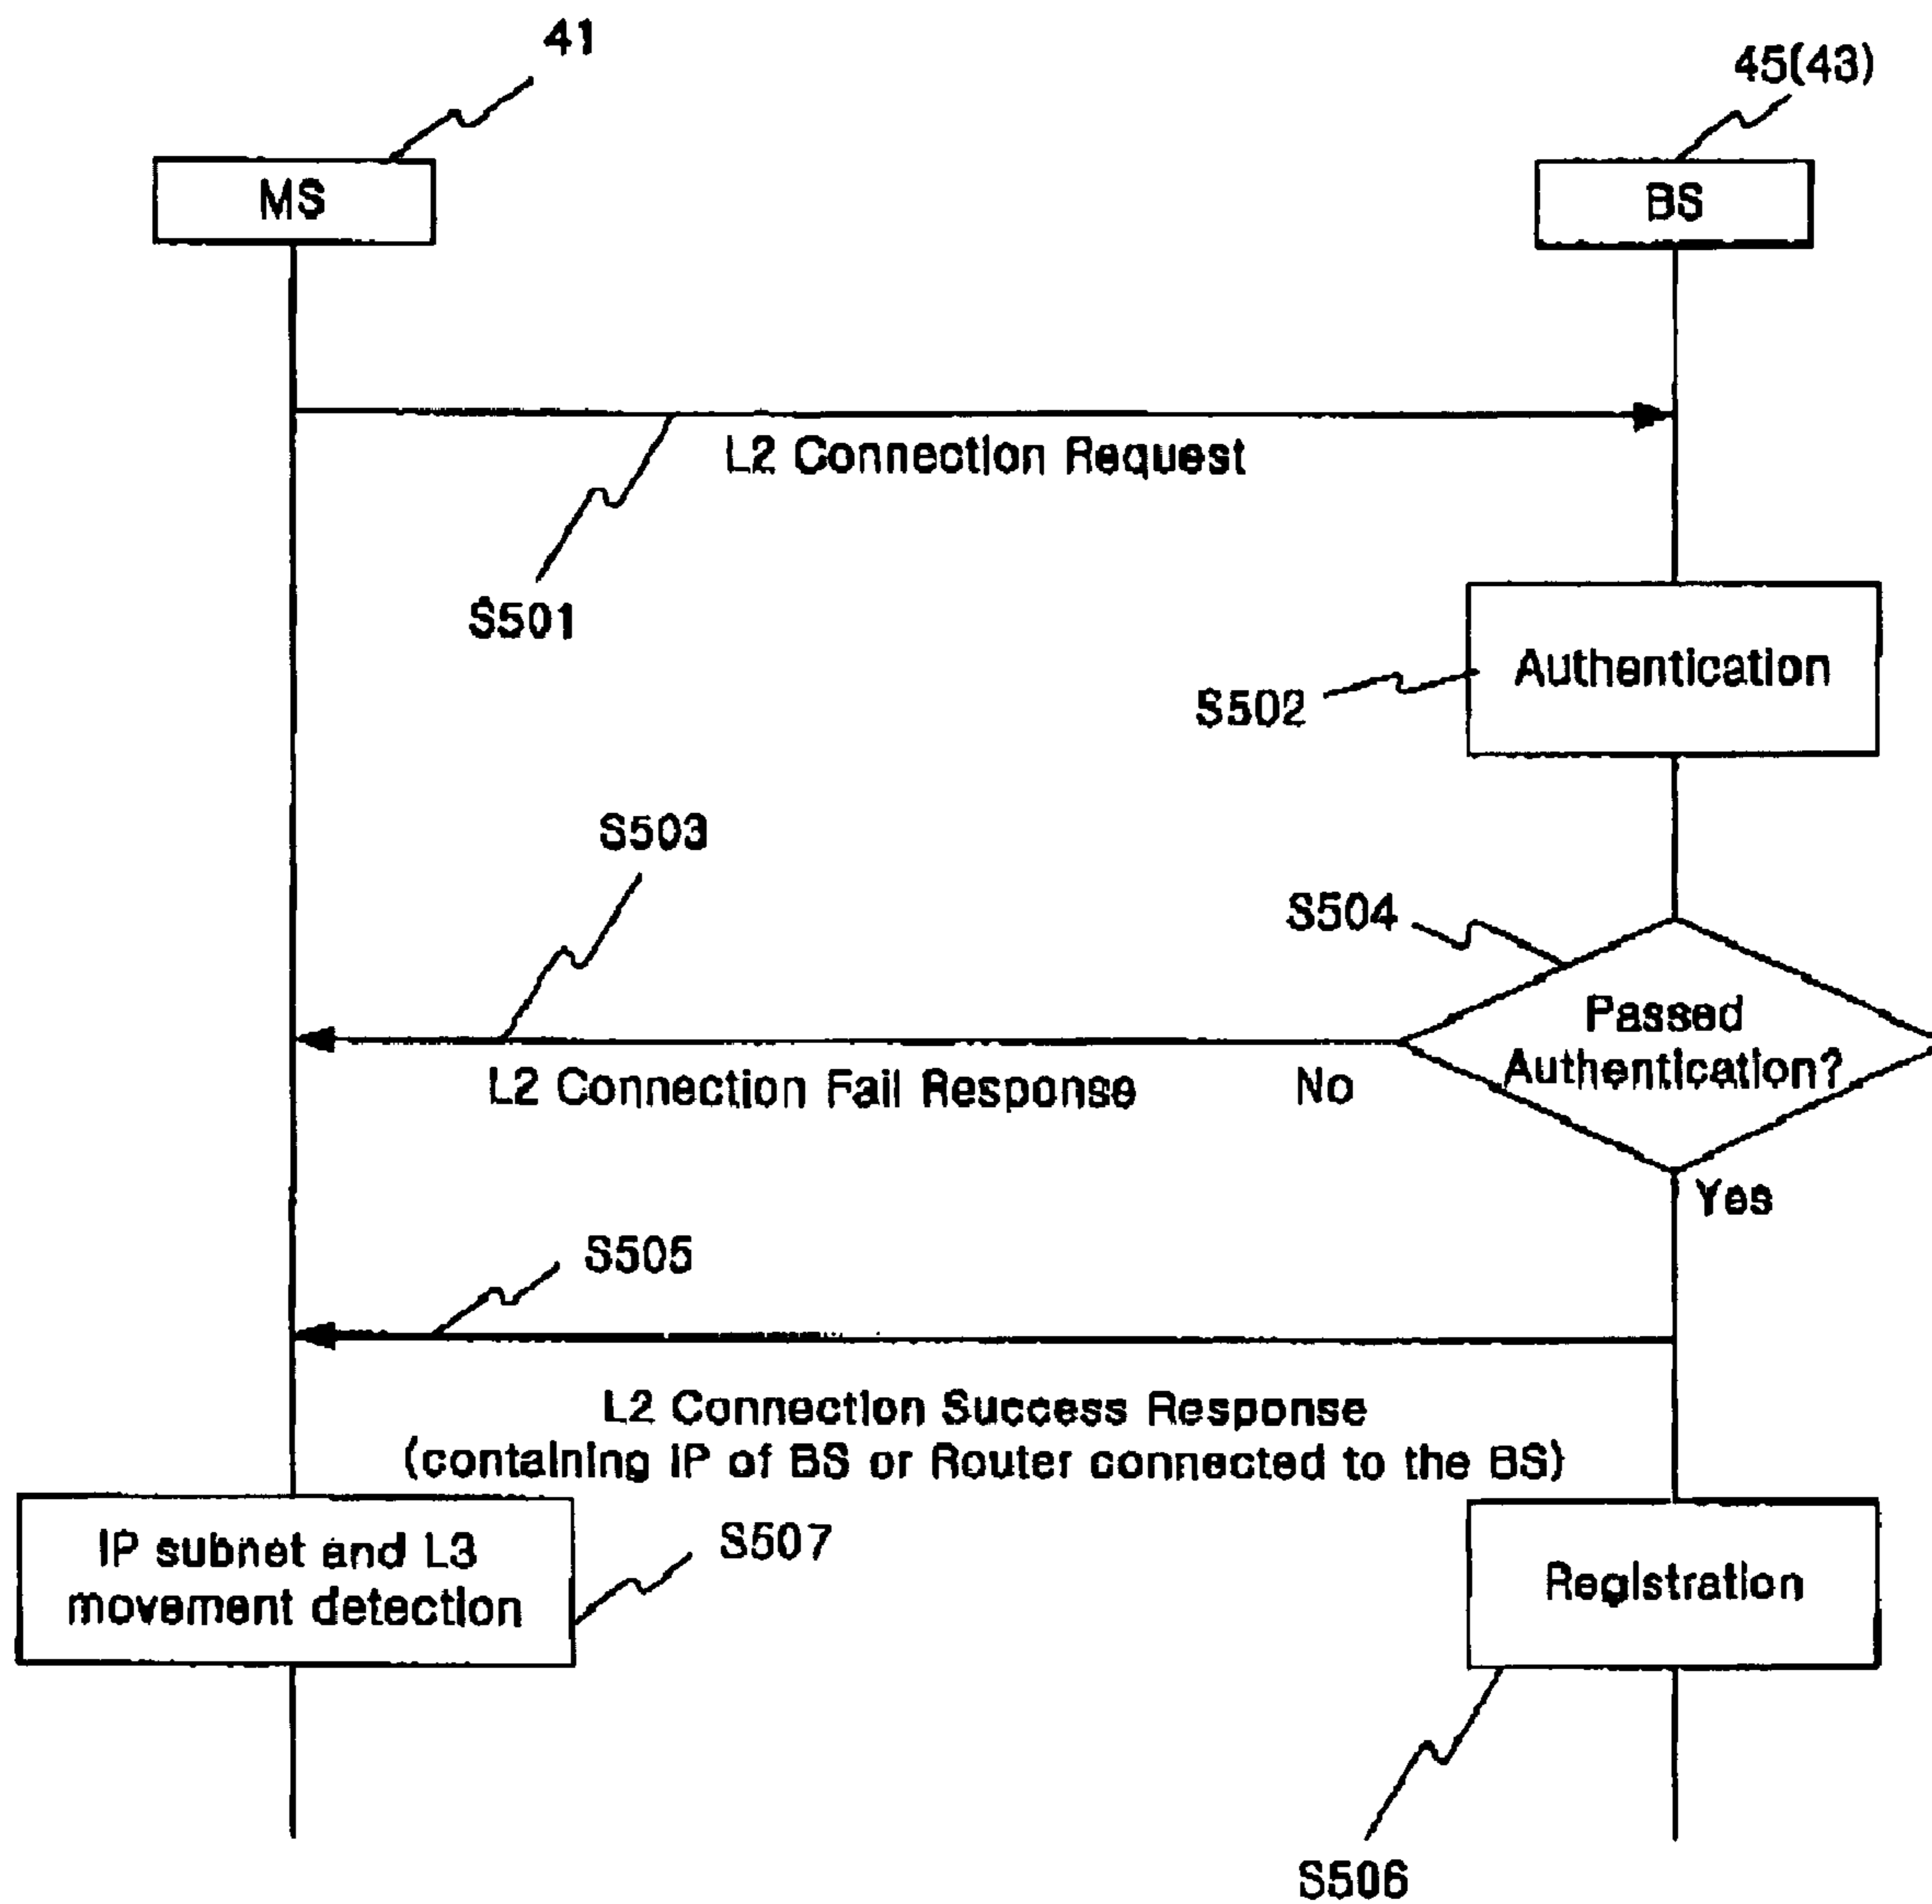 41
45(43)
MS
BS
L2 Connection Request
S501
Authentication
S502
S503
S504
Passed
Authentication?
L2 Connection Fail Response
No
Yes
S505
L2 Connection Success Response
(containing IP of BS or Router connected to the BS)
IP subnet and L3
movement detection
S507
Registration
S506